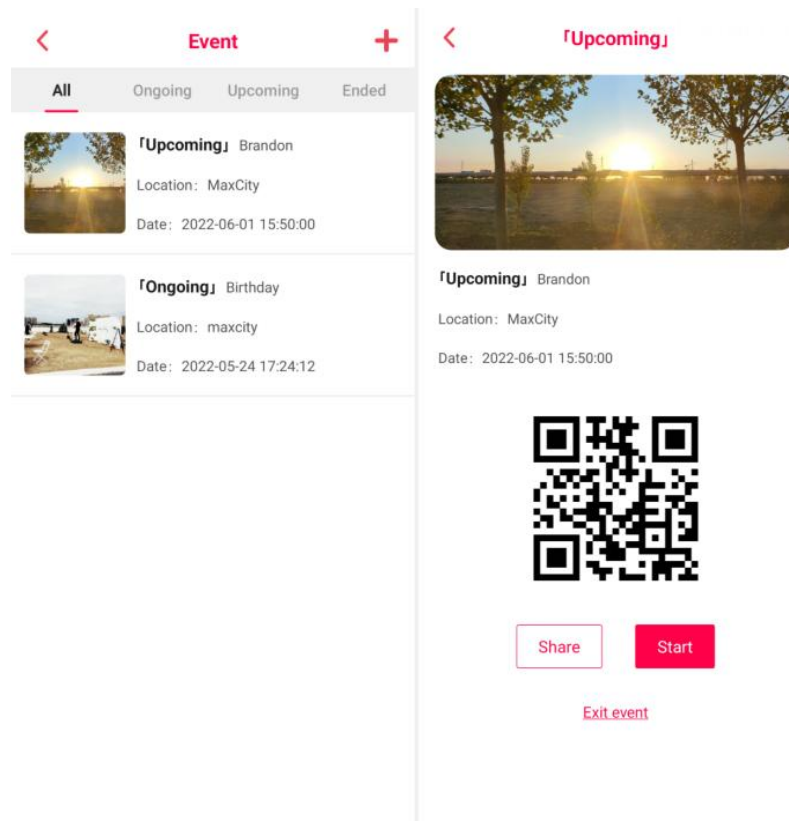 Event
All Ongoing Upcoming Ended
「Upcoming」 Brandon
Location: MaxCity
Date: 2022-06-01 15:50:00
「Ongoing」 Birthday
Location: maxcity
Date: 2022-05-24 17:24:12
「Upcoming」
「Upcoming」 Brandon
Location: MaxCity
Date: 2022-06-01 15:50:00
Share Start
Exit event